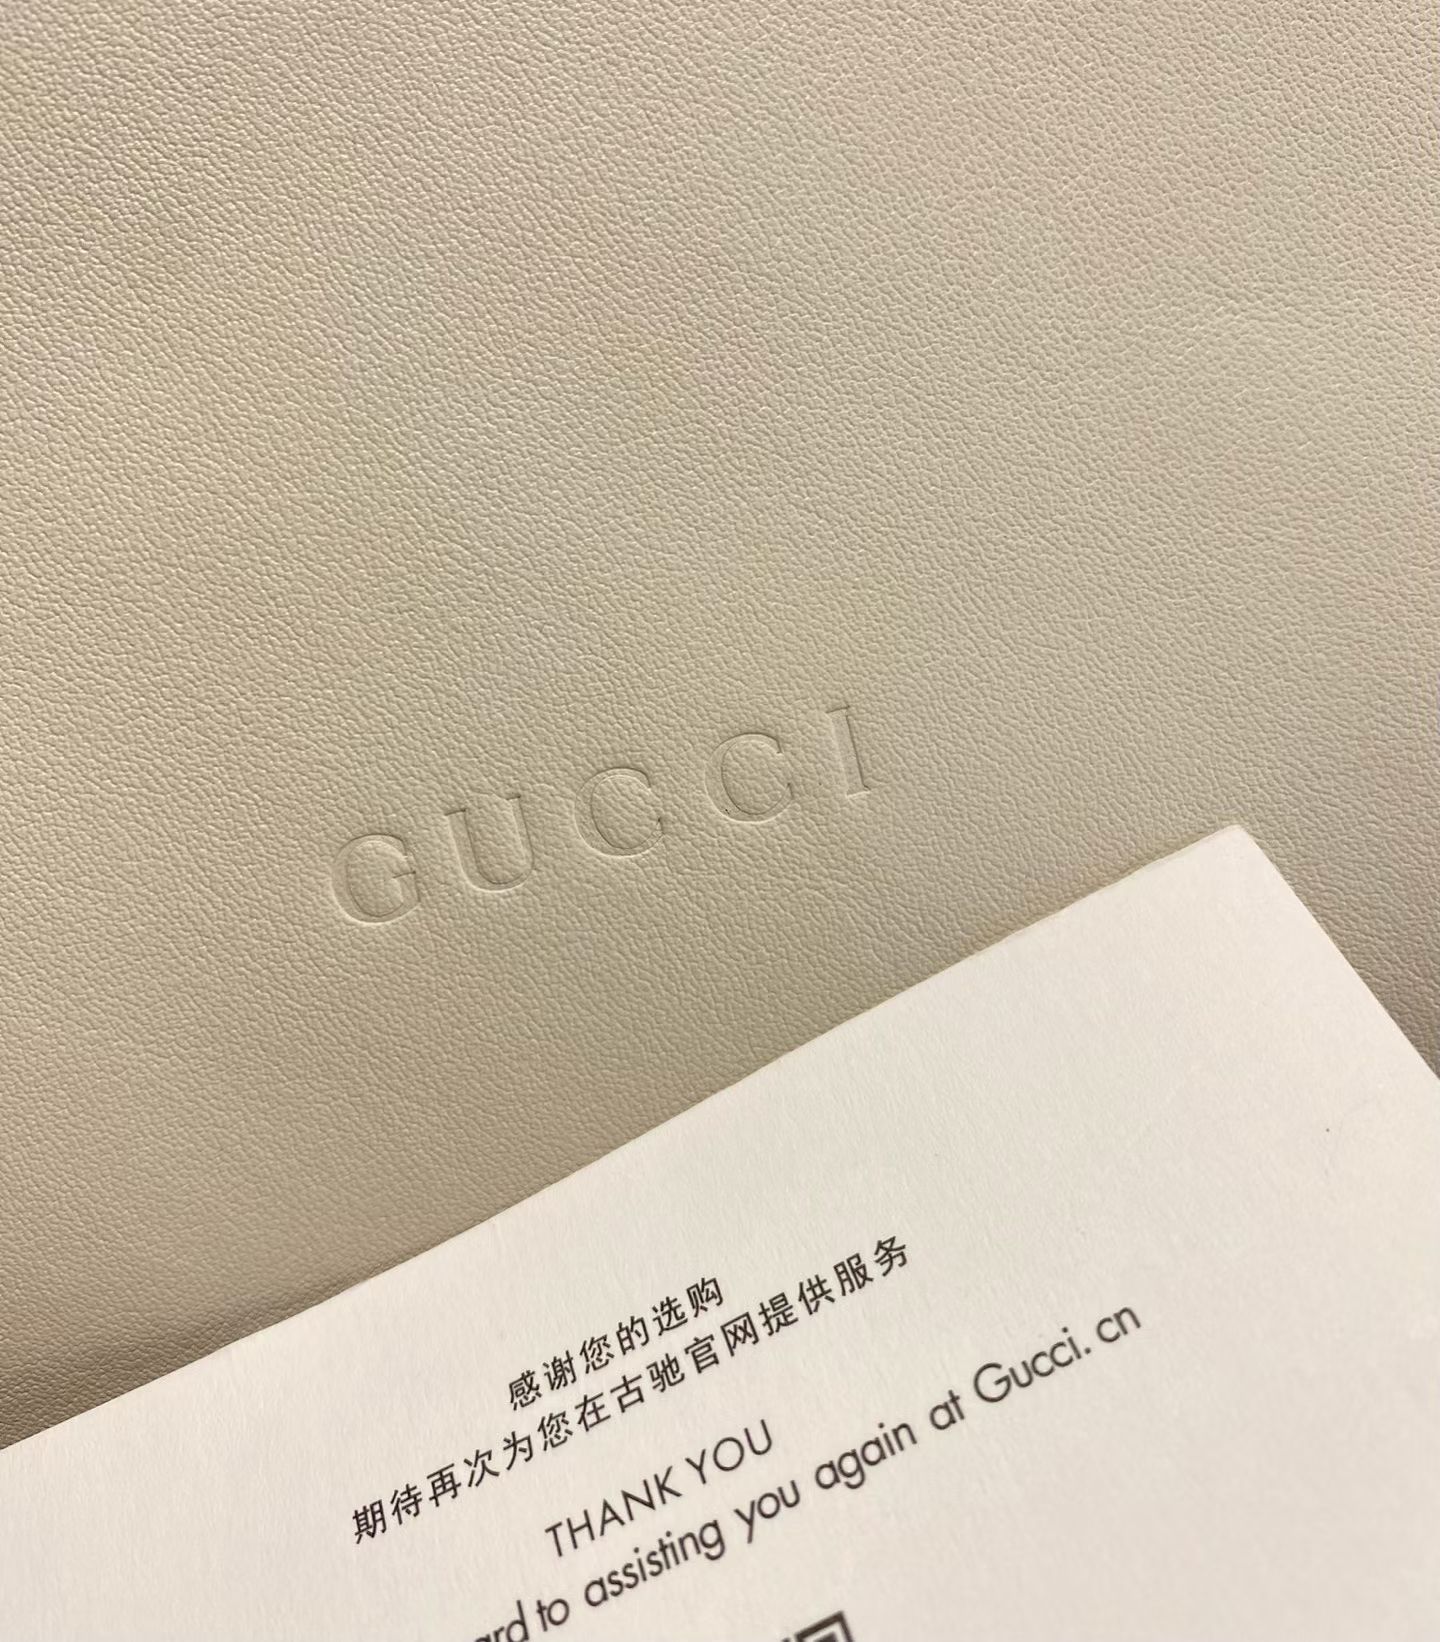 GUCCI
感谢您的选购
期待再次为您在古驰官网提供服务
THANK YOU
to assisting you again at Gucci.cn